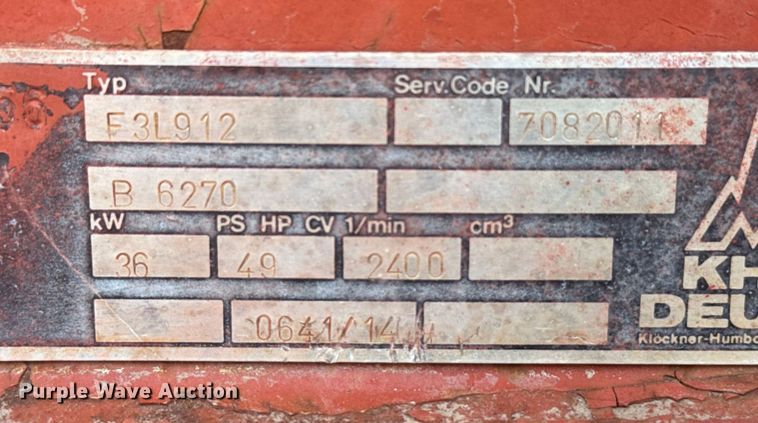 Typ Serv.Code Nr.
F3L912 7082011
B 6270
kW PS HP CV 1/min cm³
36 49 2400
0641/14
KH
DEU
Klöckner-Humbo
Purple Wave Auction